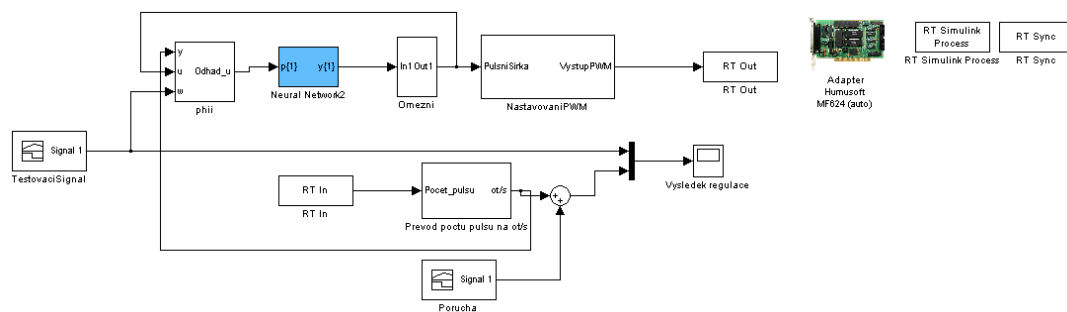 y
u
w
Odhad_u
phii
p{1} y{1}
Neural Network2
In1 Out1
Omezni
PulsniSirka VystupPWM
NastavovaniPWM
RT Out
RT Out
Adapter
Humusoft
MF624 (auto)
RT Simulink
Process
RT Simulink Process
RT Sync
RT Sync
Signal 1
TestovaciSignal
RT In
RT In
Pocet_pulsu ot/s
Prevod poctu pulsu na ot/s
+
+
Vysledek regulace
Signal 1
Porucha